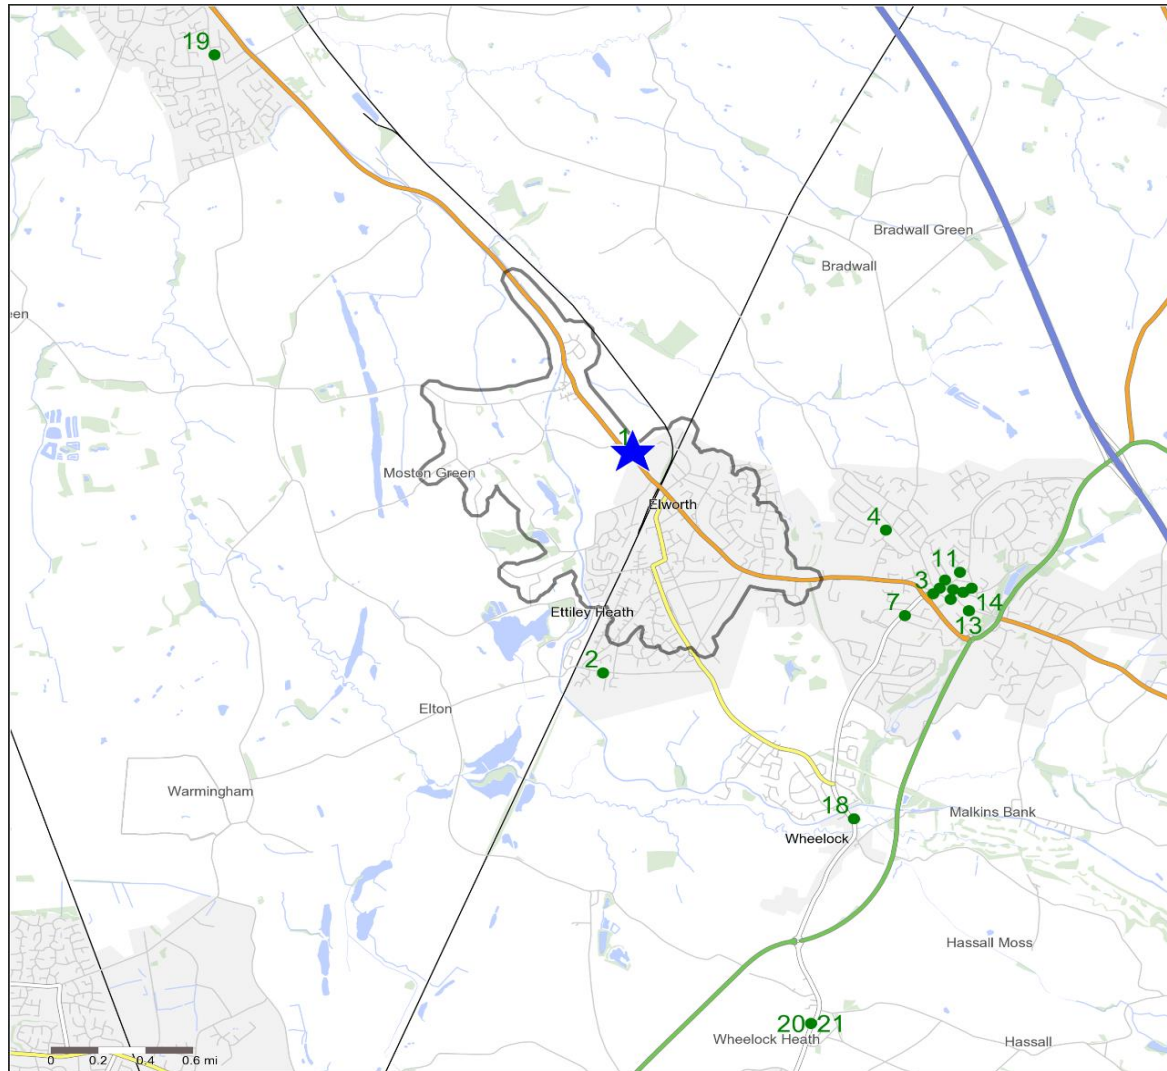 19
Bradwall Green
Bradwall
een
1
Moston Green
Elworth
4
11
3
14
7
13
Ettiley Heath
2
Elton
Warmingham
18
Malkins Bank
Wheelock
Hassall Moss
20 21
Wheelock Heath
Hassall
0 0.2 0.4 0.6 mi